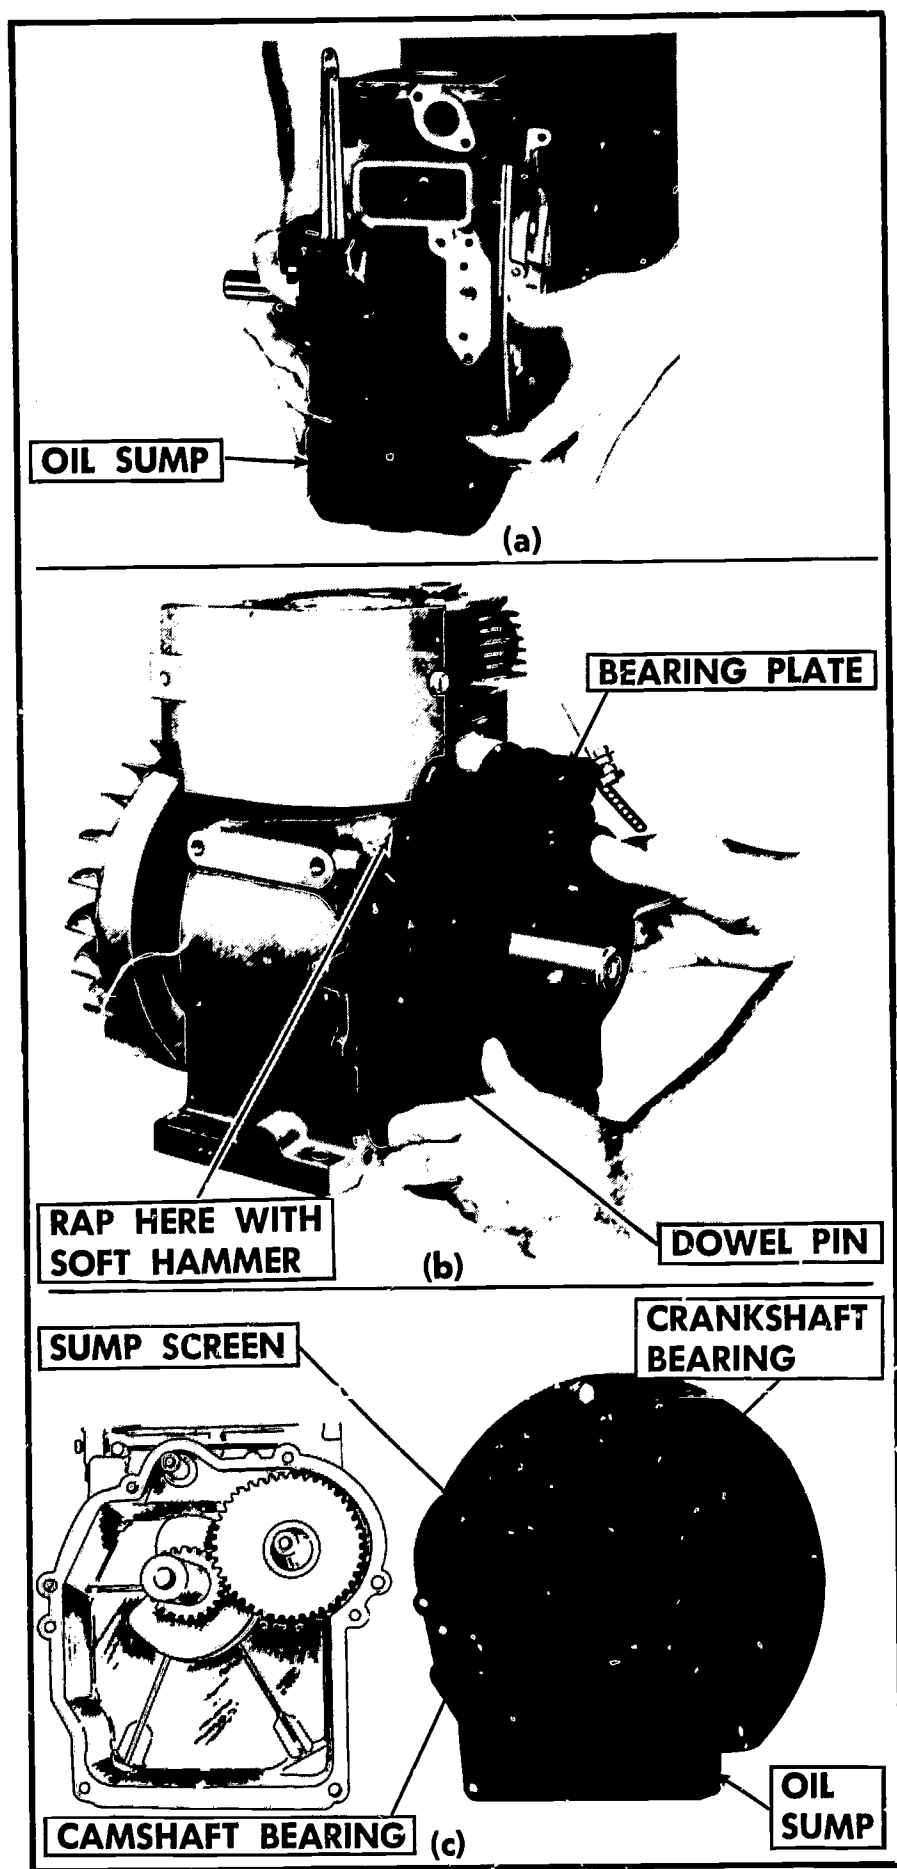 OIL SUMP
(a)
BEARING PLATE
RAP HERE WITH
SOFT HAMMER
(b)
DOWEL PIN
SUMP SCREEN
CRANKSHAFT
BEARING
OIL
SUMP
CAMSHAFT BEARING
(c)